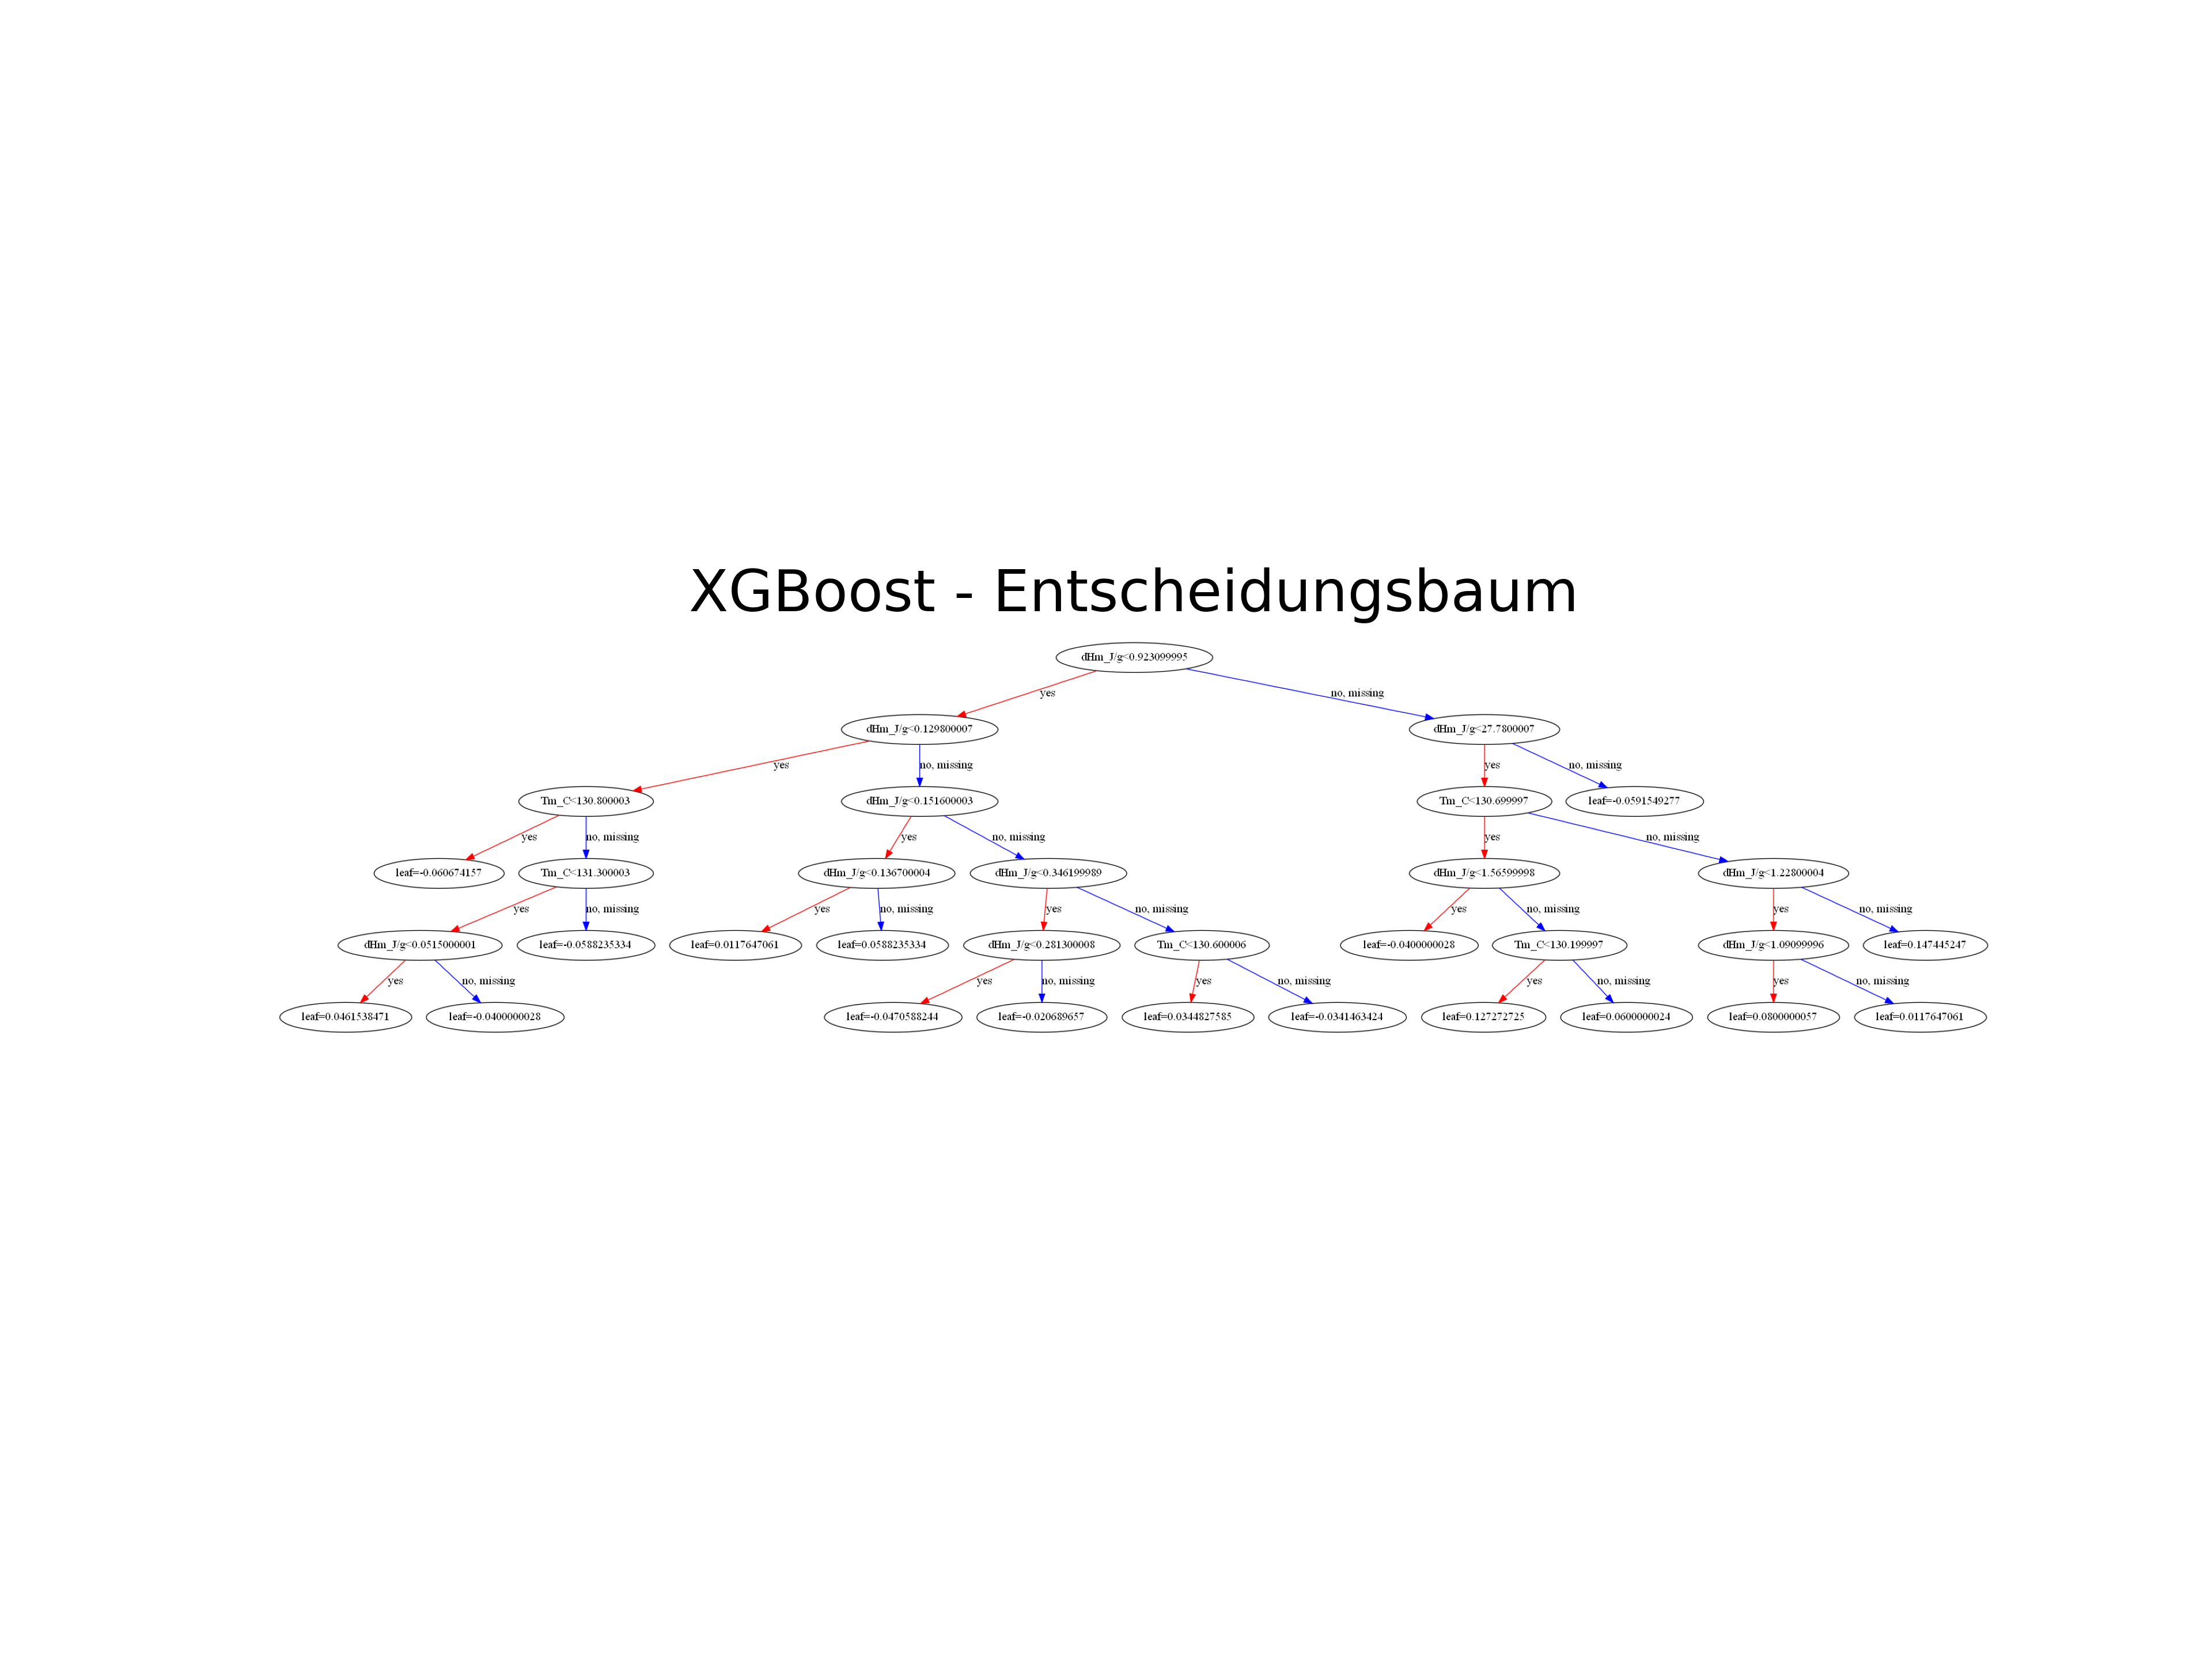 XGBoost - Entscheidungsbaum
dHm_J/g<0.923099995
yes
no, missing
dHm_J/g<0.129800007
dHm_J/g<27.7800007
yes
no, missing
yes
no, missing
Tm_C<130.800003
dHm_J/g<0.151600003
Tm_C<130.699997
leaf=-0.0591549277
yes
no, missing
yes
no, missing
yes
no, missing
leaf=-0.060674157
Tm_C<131.300003
dHm_J/g<0.136700004
dHm_J/g<0.346199989
dHm_J/g<1.56599998
dHm_J/g<1.22800004
yes
no, missing
yes
no, missing
yes
no, missing
yes
no, missing
yes
no, missing
dHm_J/g<0.0515000001
leaf=-0.0588235334
leaf=0.0117647061
leaf=0.0588235334
dHm_J/g<0.281300008
Tm_C<130.600006
leaf=-0.0400000028
Tm_C<130.199997
dHm_J/g<1.09099996
leaf=0.147445247
yes
no, missing
yes
no, missing
yes
no, missing
yes
no, missing
yes
no, missing
leaf=0.0461538471
leaf=-0.0400000028
leaf=-0.0470588244
leaf=-0.020689657
leaf=0.0344827585
leaf=-0.0341463424
leaf=0.127272725
leaf=0.0600000024
leaf=0.0800000057
leaf=0.0117647061